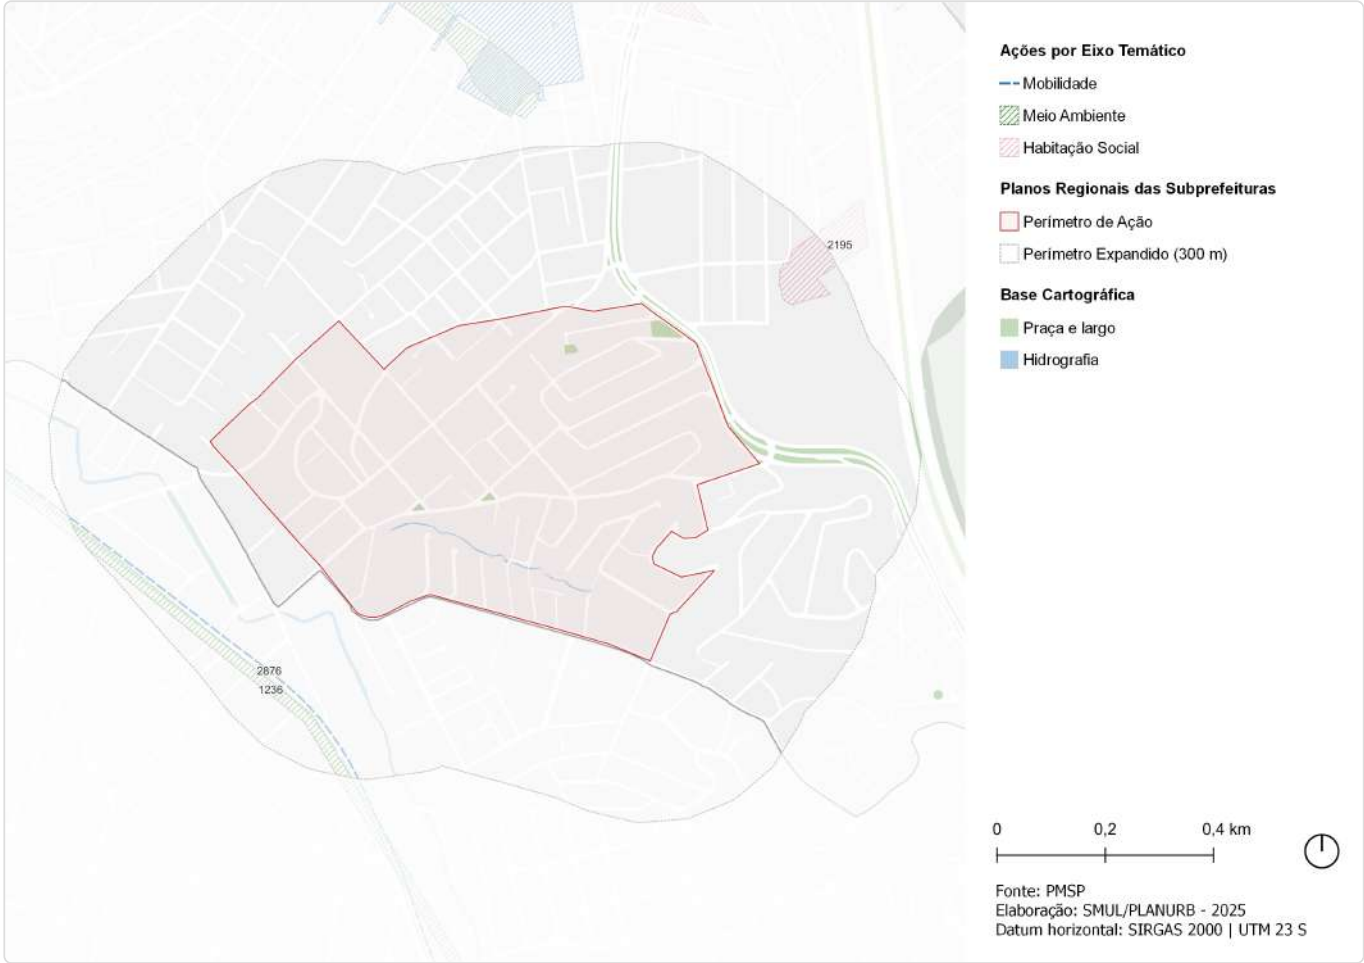 Ações por Eixo Temático
Mobilidade
Meio Ambiente
Habitação Social
Planos Regionais das Subprefeituras
Perímetro de Ação
Perímetro Expandido (300 m)
Base Cartográfica
Praça e largo
Hidrografia
2195
2876
1236
0 0,2 0,4 km
Fonte: PMSP
Elaboração: SMUL/PLANURB - 2025
Datum horizontal: SIRGAS 2000 | UTM 23 S